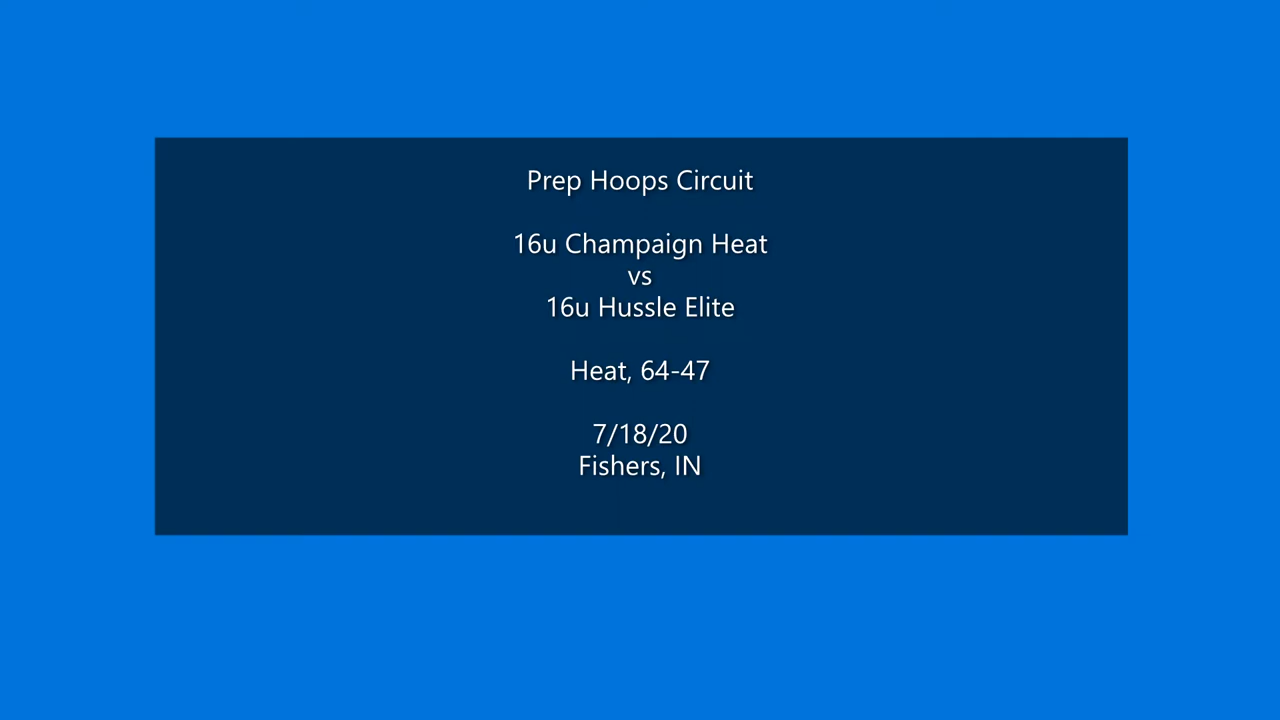 Prep Hoops Circuit
16u Champaign Heat
vs
16u Hussle Elite
Heat, 64-47
7/18/20
Fishers, IN